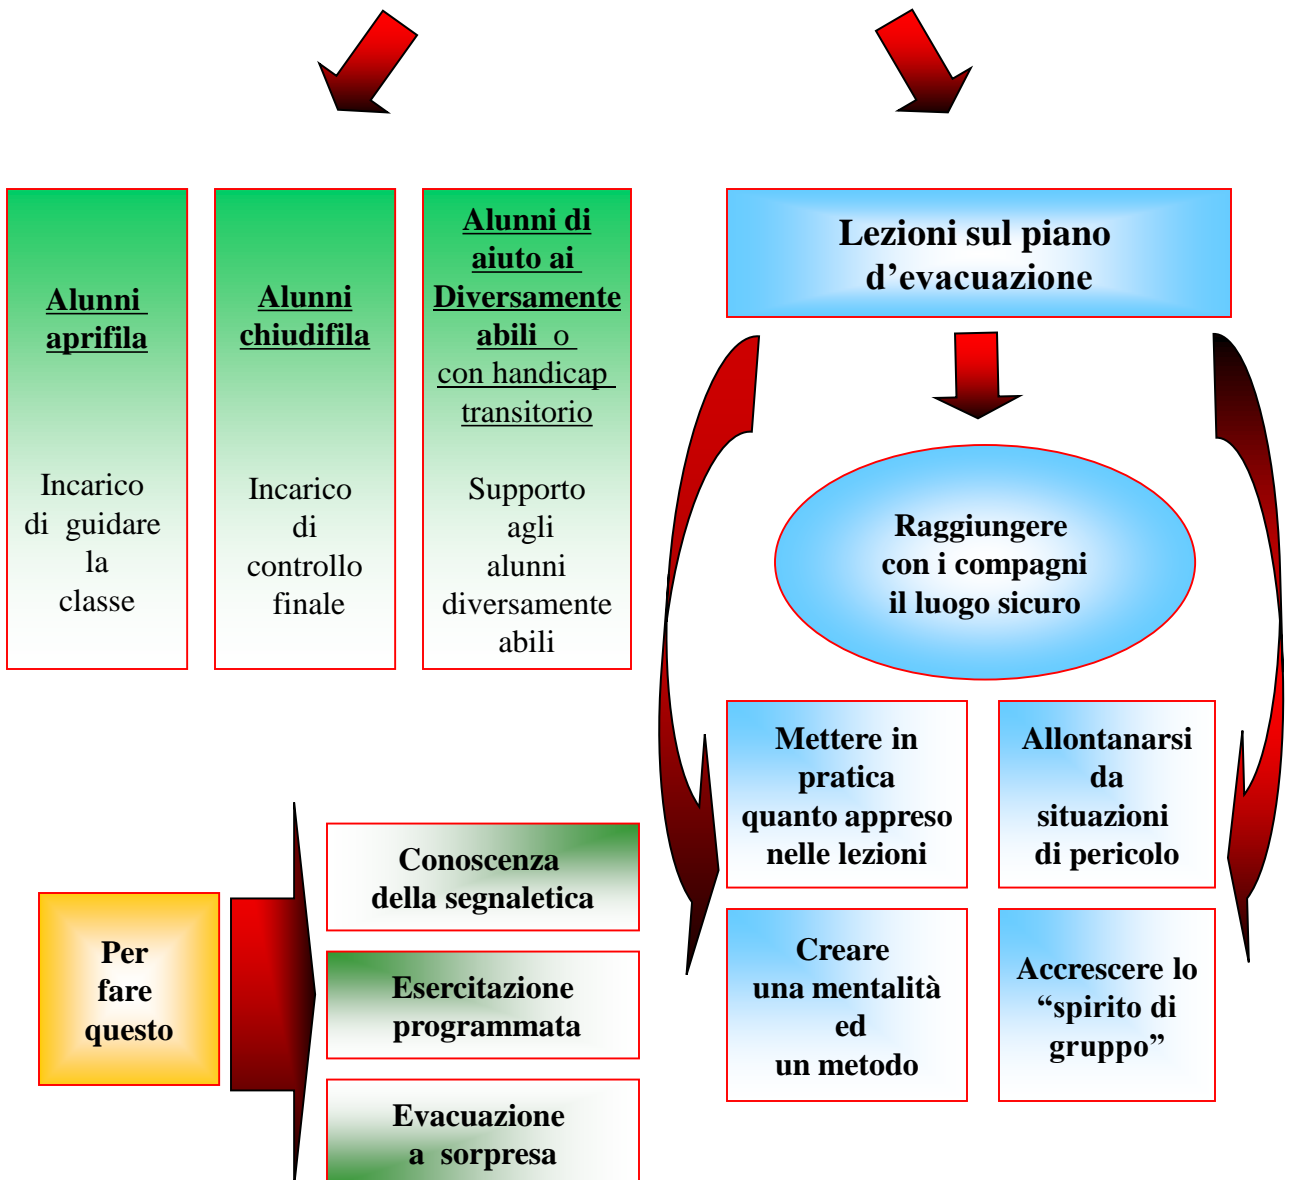 Alunni
aprifila
Incarico
di guidare
la
classe
Alunni
chiudifila
Incarico
di
controllo
finale
Alunni di
aiuto ai
Diversamente
abili o
con handicap
transitorio
Supporto
agli
alunni
diversamente
abili
Lezioni sul piano
d’evacuazione
Raggiungere
con i compagni
il luogo sicuro
Mettere in
pratica
quanto appreso
nelle lezioni
Allontanarsi
da
situazioni
di pericolo
Creare
una mentalità
ed
un metodo
Accrescere lo
“spirito di
gruppo”
Per
fare
questo
Conoscenza
della segnaletica
Esercitazione
programmata
Evacuazione
a sorpresa